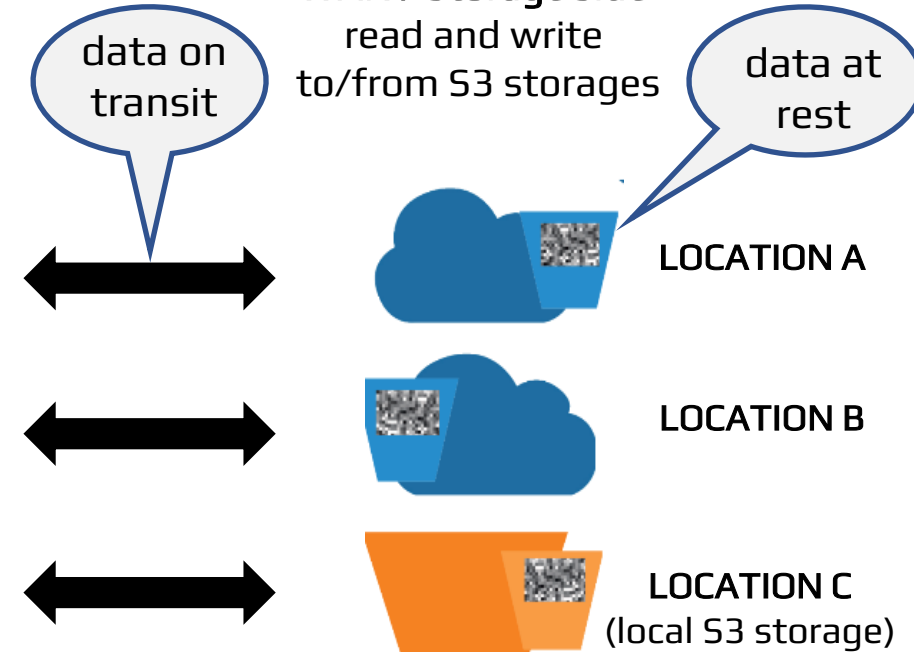 data on
transit
read and write
to/from S3 storages
data at
rest
LOCATION A
LOCATION B
LOCATION C
(local S3 storage)